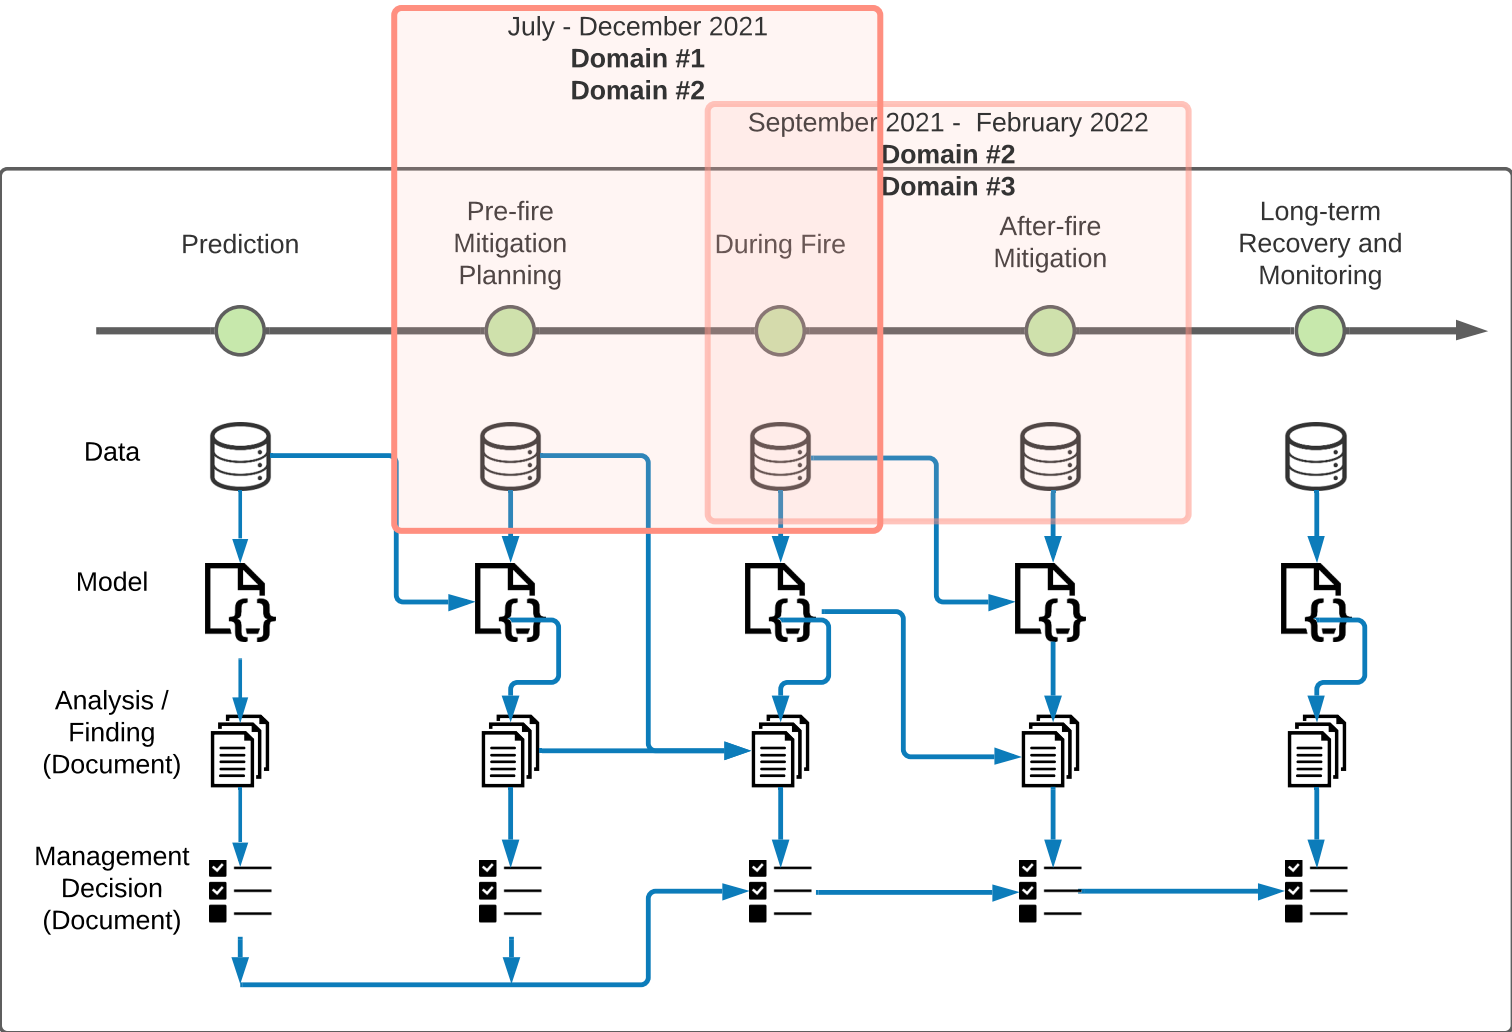 July - December 2021
Domain #1
Domain #2
September 2021 -  February 2022
Domain #2
Domain #3
Prediction
Pre-fire
Mitigation
Planning
During Fire
After-fire
Mitigation
Long-term
Recovery and
Monitoring
Data
Model
Analysis /
Finding
(Document)
Management
Decision
(Document)